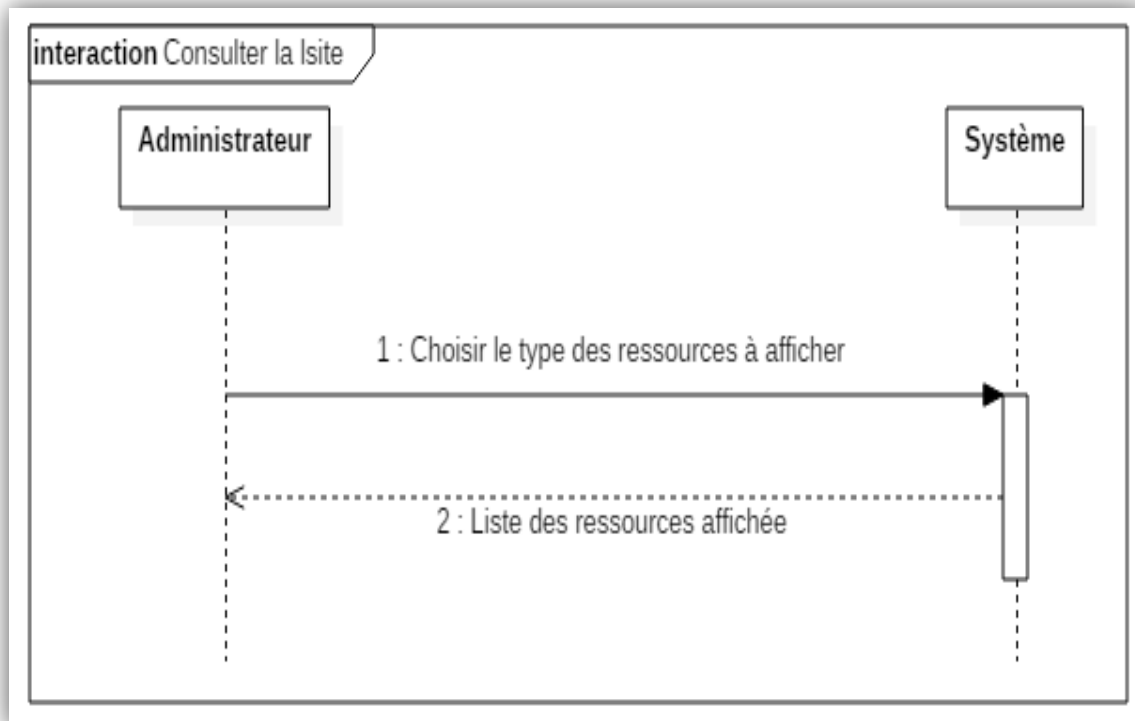 interaction Consulter la lsite
Administrateur
Système
1 : Choisir le type des ressources à afficher
2 : Liste des ressources affichée